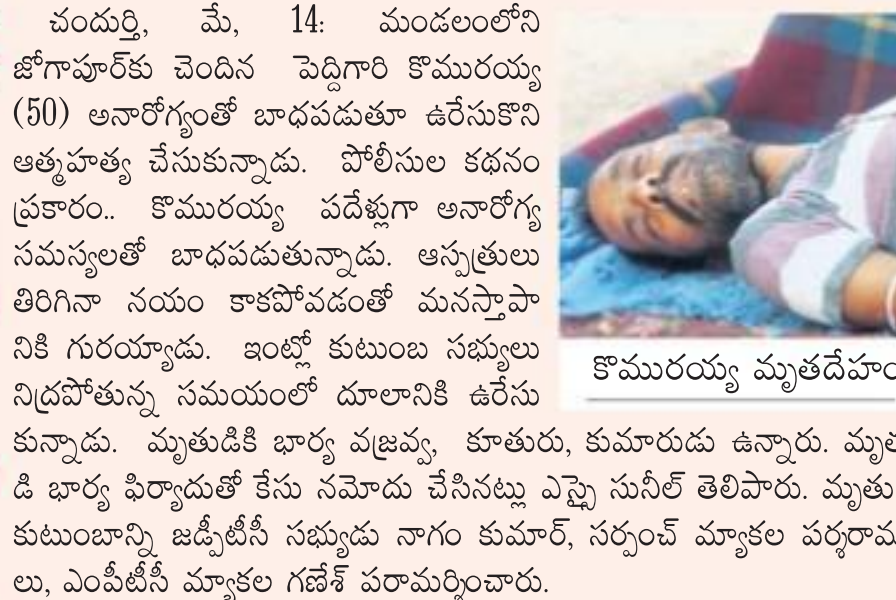 చందుర్తి, మే, 14: మండలంలోని
జోగాపూర్‌కు చెందిన పెద్దిగారి కొమురయ్య
(50) అనారోగ్యంతో బాధపడుతూ ఉరేసుకొని
ఆత్మహత్య చేసుకున్నాడు. పోలీసుల కథనం
ప్రకారం.. కొమురయ్య పదేళ్లుగా అనారోగ్య
సమస్యలతో బాధపడుతున్నాడు. ఆస్పత్రులు
తిరిగినా నయం కాకపోవడంతో మనస్తాపా
నికి గురయ్యాడు. ఇంట్లో కుటుంబ సభ్యులు
నిద్రపోతున్న సమయంలో దూలానికి ఉరేసు
కున్నాడు. మృతుడికి భార్య వజ్రవ్వ, కూతురు, కుమారుడు ఉన్నారు.
డి భార్య ఫిర్యాదుతో కేసు నమోదు చేసినట్లు ఎస్సై సునీల్ తెలిపారు. మృతు
కుటుంబాన్ని జడ్పీటీసీ సభ్యుడు నాగం కుమార్, సర్పంచ్ మ్యాకల
లు, ఎంపీటీసీ మ్యాకల గణేశ్ పరామర్శించారు.
కొమురయ్య మృతదేహం